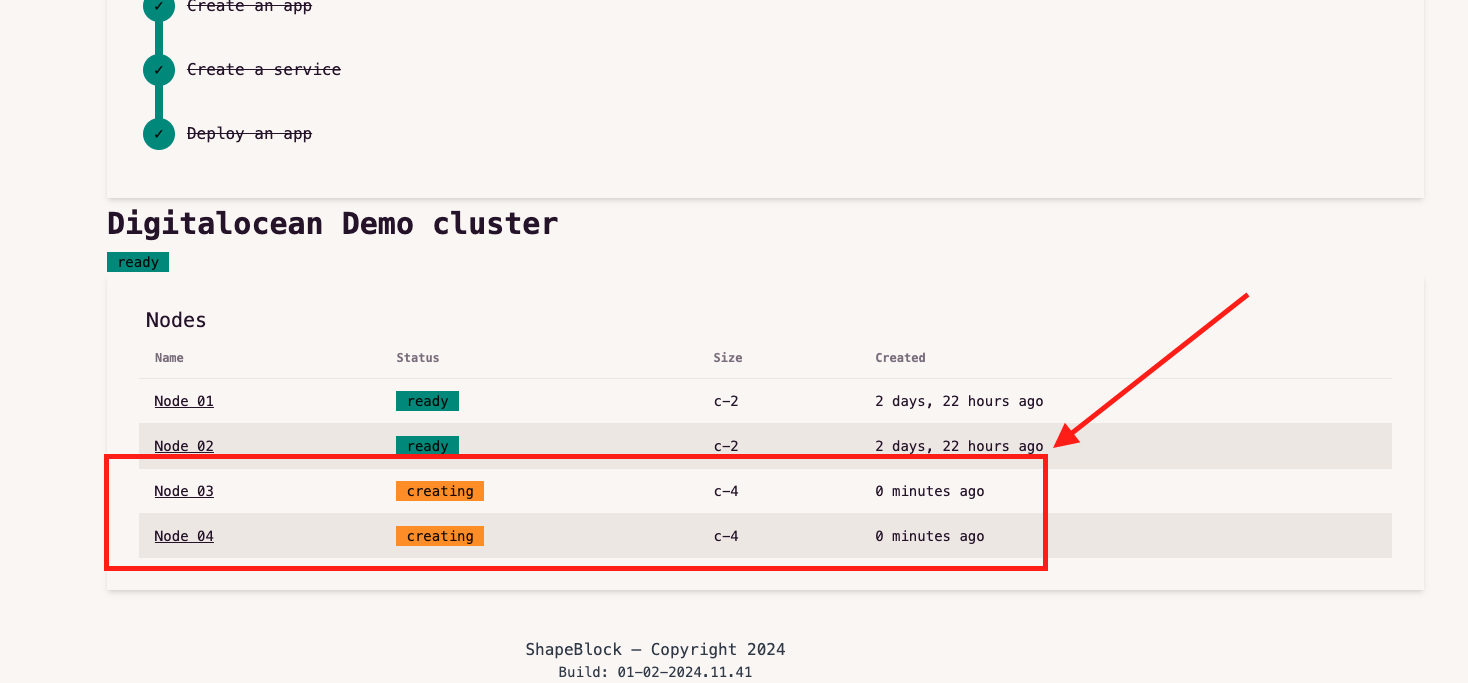 Create an app
Create a service
Deploy an app
Digitalocean Demo cluster
ready
Nodes
Name Status Size Created
Node 01 ready c-2 2 days, 22 hours ago
Node 02 ready c-2 2 days, 22 hours ago
Node 03 creating c-4 0 minutes ago
Node 04 creating c-4 0 minutes ago
ShapeBlock — Copyright 2024
Build: 01-02-2024.11.41